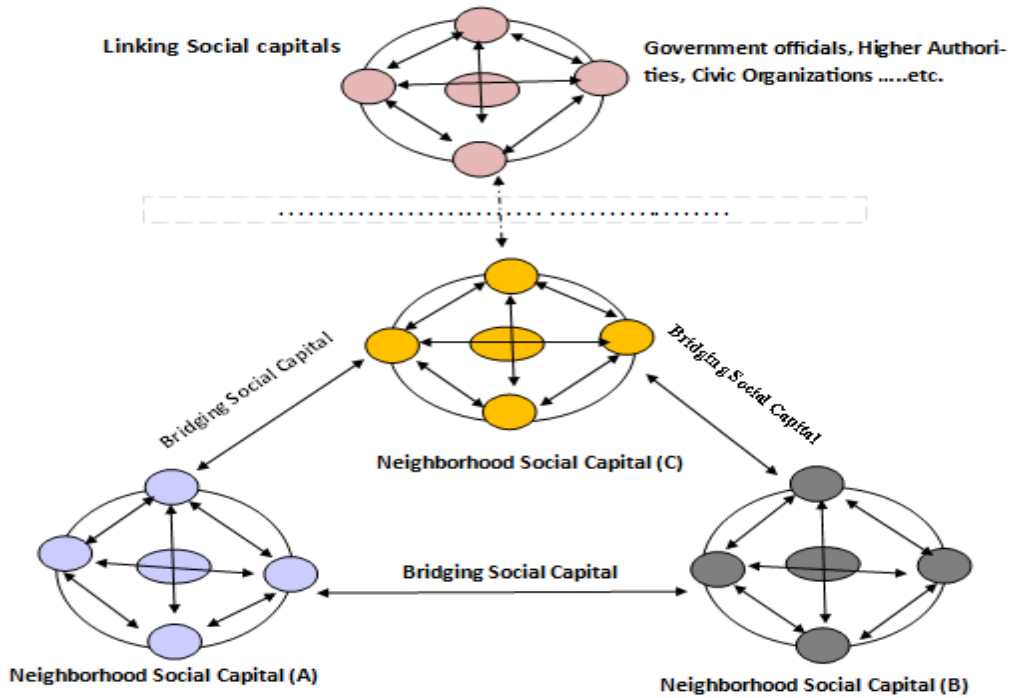 Linking Social capitals
Government officials, Higher Authori-
ties, Civic Organizations .....etc.
Bridging Social Capital
Bridging Social Capital
Neighborhood Social Capital (C)
Bridging Social Capital
Neighborhood Social Capital (A)
Neighborhood Social Capital (B)